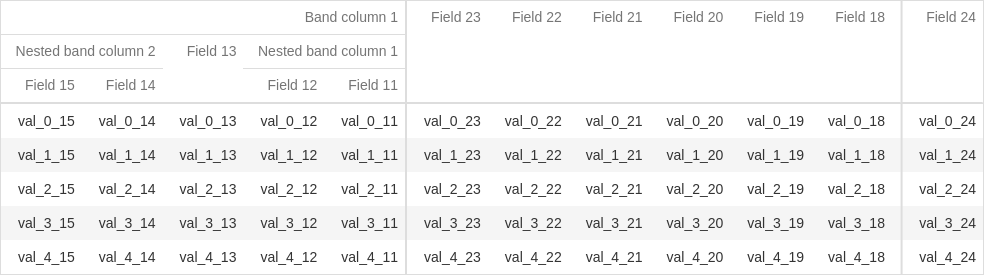 Band column 1 Field 23 Field 22 Field 21 Field 20 Field 19 Field 18 Field 24
Nested band column 2 Field 13 Nested band column 1
Field 15 Field 14 Field 12 Field 11
val_0_15 val_0_14 val_0_13 val_0_12 val_0_11 val_0_23 val_0_22 val_0_21 val_0_20 val_0_19 val_0_18 val_0_24
val_1_15 val_1_14 val_1_13 val_1_12 val_1_11 val_1_23 val_1_22 val_1_21 val_1_20 val_1_19 val_1_18 val_1_24
val_2_15 val_2_14 val_2_13 val_2_12 val_2_11 val_2_23 val_2_22 val_2_21 val_2_20 val_2_19 val_2_18 val_2_24
val_3_15 val_3_14 val_3_13 val_3_12 val_3_11 val_3_23 val_3_22 val_3_21 val_3_20 val_3_19 val_3_18 val_3_24
val_4_15 val_4_14 val_4_13 val_4_12 val_4_11 val_4_23 val_4_22 val_4_21 val_4_20 val_4_19 val_4_18 val_4_24